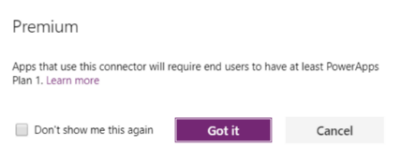 Premium
Apps that use this connector will require end users to have at least PowerApps
Plan 1. Learn more
Don't show me this again
Got it
Cancel